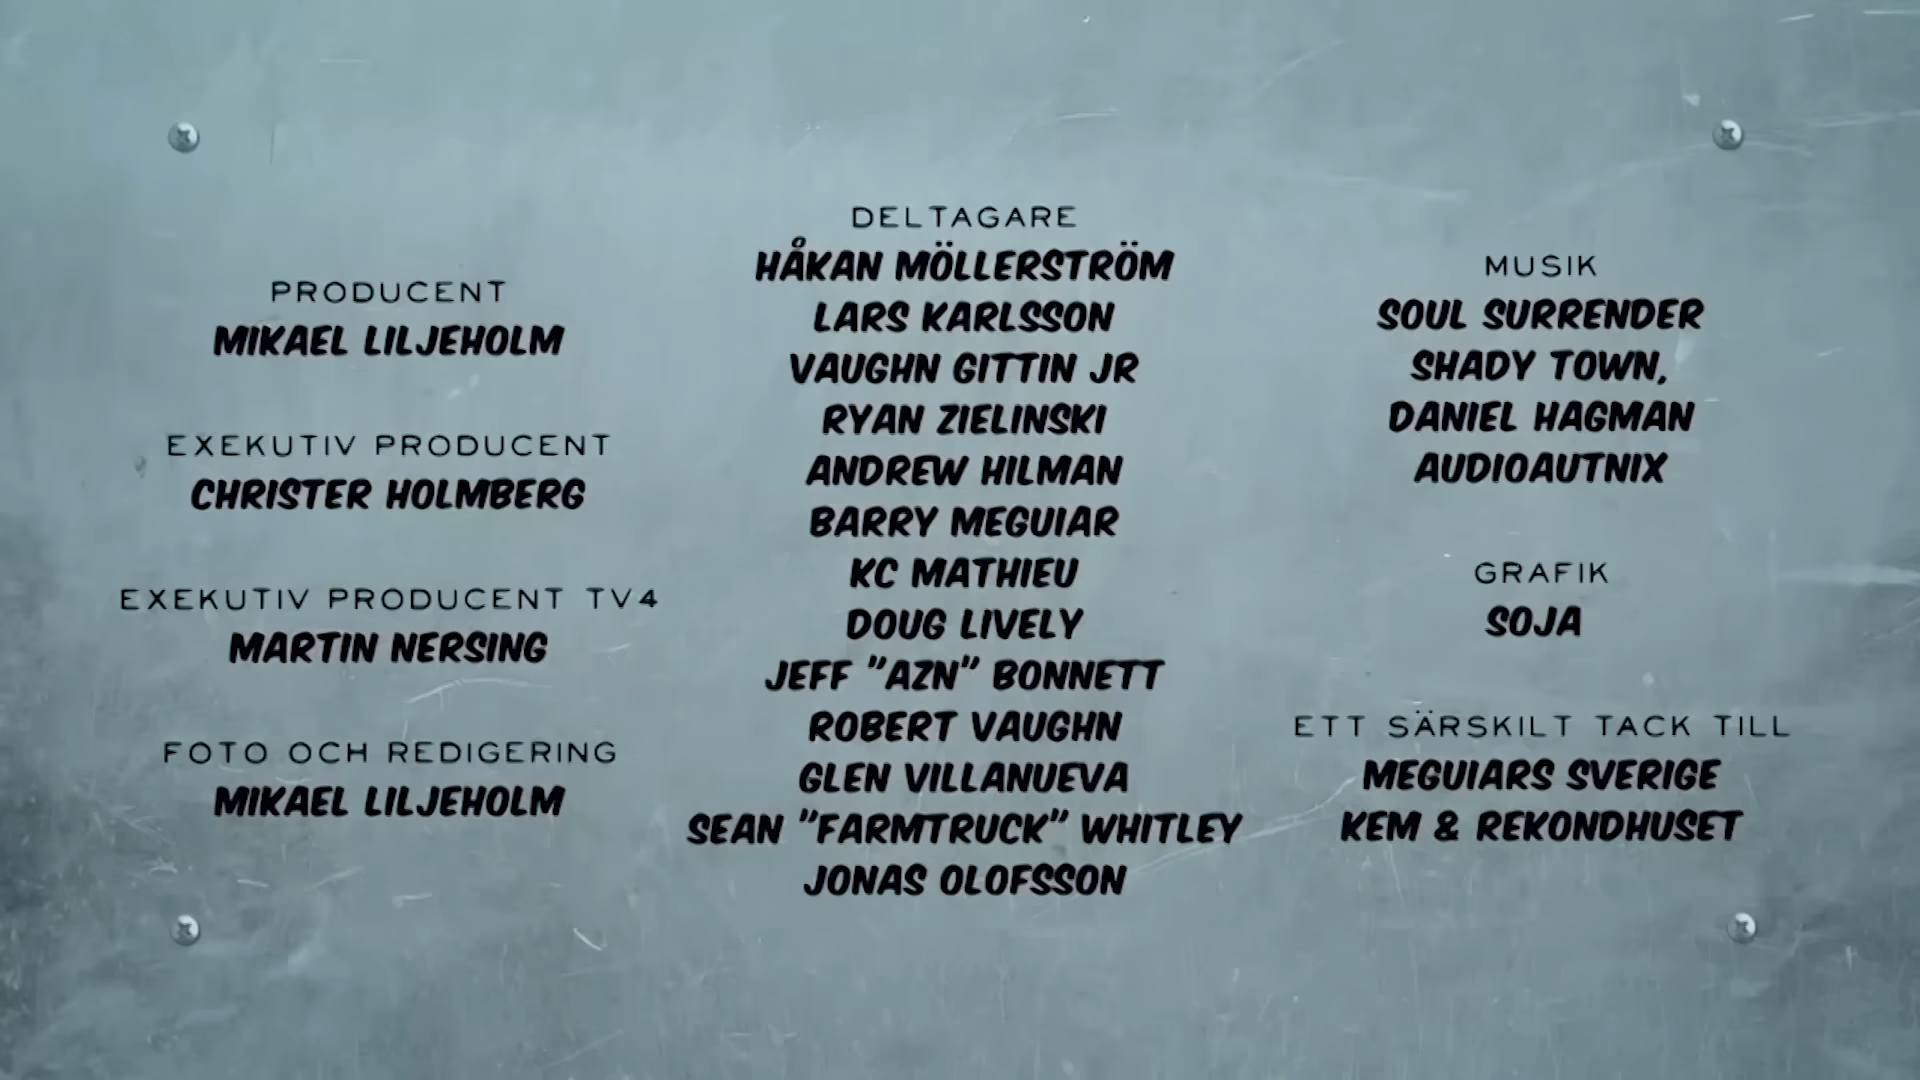 PRODUCENT
MIKAEL LILJEHOLM
EXEKUTIV PRODUCENT
CHRISTER HOLMBERG
EXEKUTIV PRODUCENT TV4
MARTIN NERSING
FOTO OCH REDIGERING
MIKAEL LILJEHOLM
DELTAGARE
HÅKAN MÖLLERSTRÖM
LARS KARLSSON
VAUGHN GITTIN JR
RYAN ZIELINSKI
ANDREW HILMAN
BARRY MEGUIAR
KC MATHIEU
DOUG LIVELY
JEFF "AZN" BONNETT
ROBERT VAUGHN
GLEN VILLANUEVA
SEAN "FARMTRUCK" WHITLEY
JONAS OLOFSSON
MUSIK
SOUL SURRENDER
SHADY TOWN,
DANIEL HAGMAN
AUDIOAUTNIX
GRAFIK
SOJA
ETT SÄRSKILT TACK TILL
MEGUIARS SVERIGE
KEM & REKONDHUSET